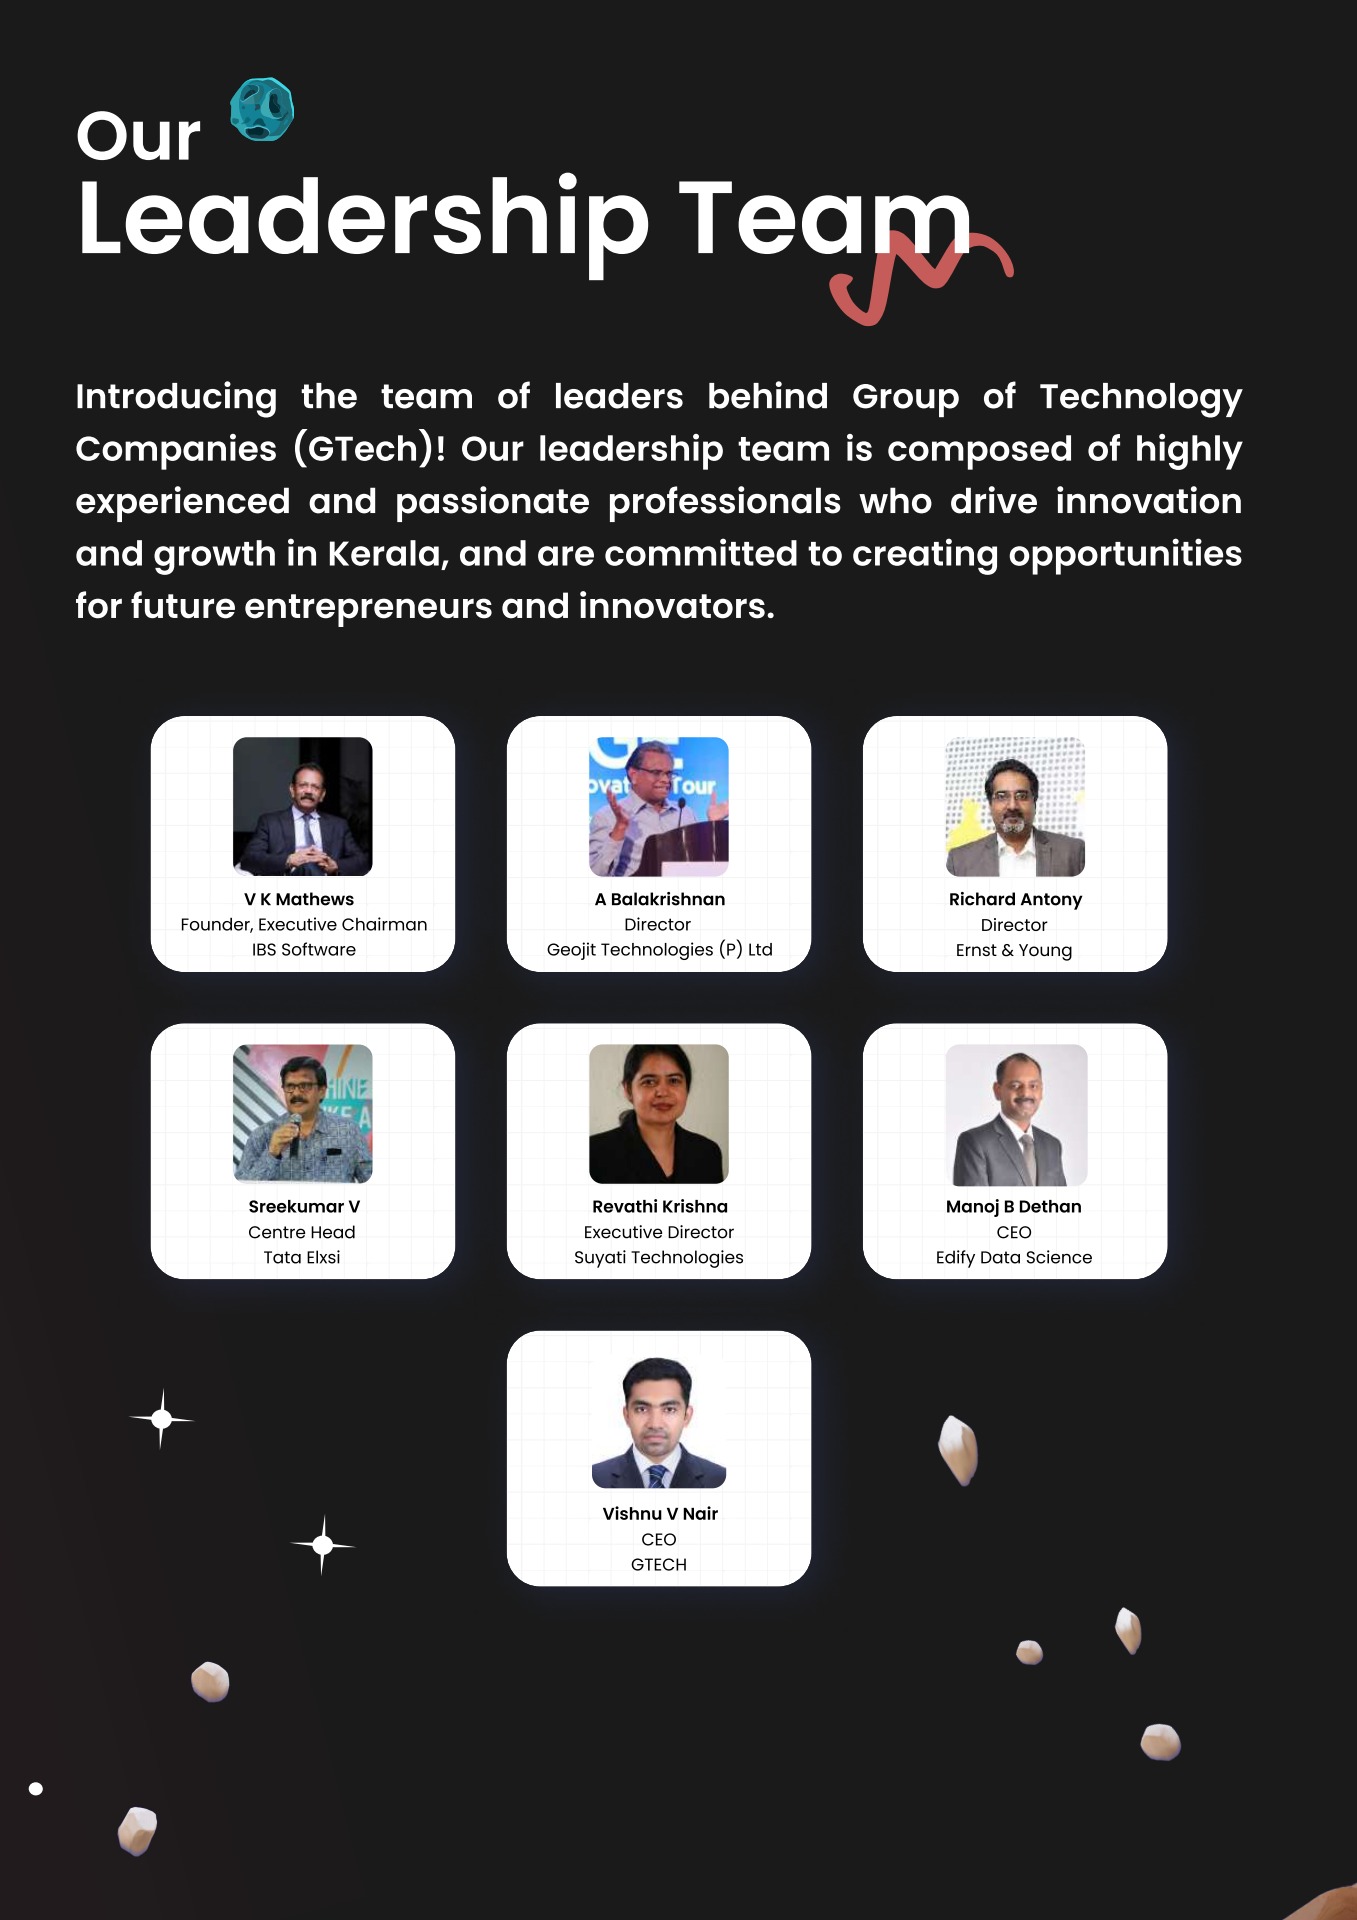 Our
Leadership Team
Introducing the team of leaders behind Group of Technology
Companies (GTech)! Our leadership team is composed of highly
experienced and passionate professionals who drive innovation
and growth in Kerala, and are committed to creating opportunities
for future entrepreneurs and innovators.
V K Mathews
Founder, Executive Chairman
IBS Software
Tour
A Balakrishnan
Director
Geojit Technologies (P) Ltd
Richard Antony
Director
Ernst & Young
Sreekumar V
Centre Head
Tata Elxsi
Revathi Krishna
Executive Director
Suyati Technologies
Manoj B Dethan
CEO
Edify Data Science
Vishnu V Nair
CEO
GTECH